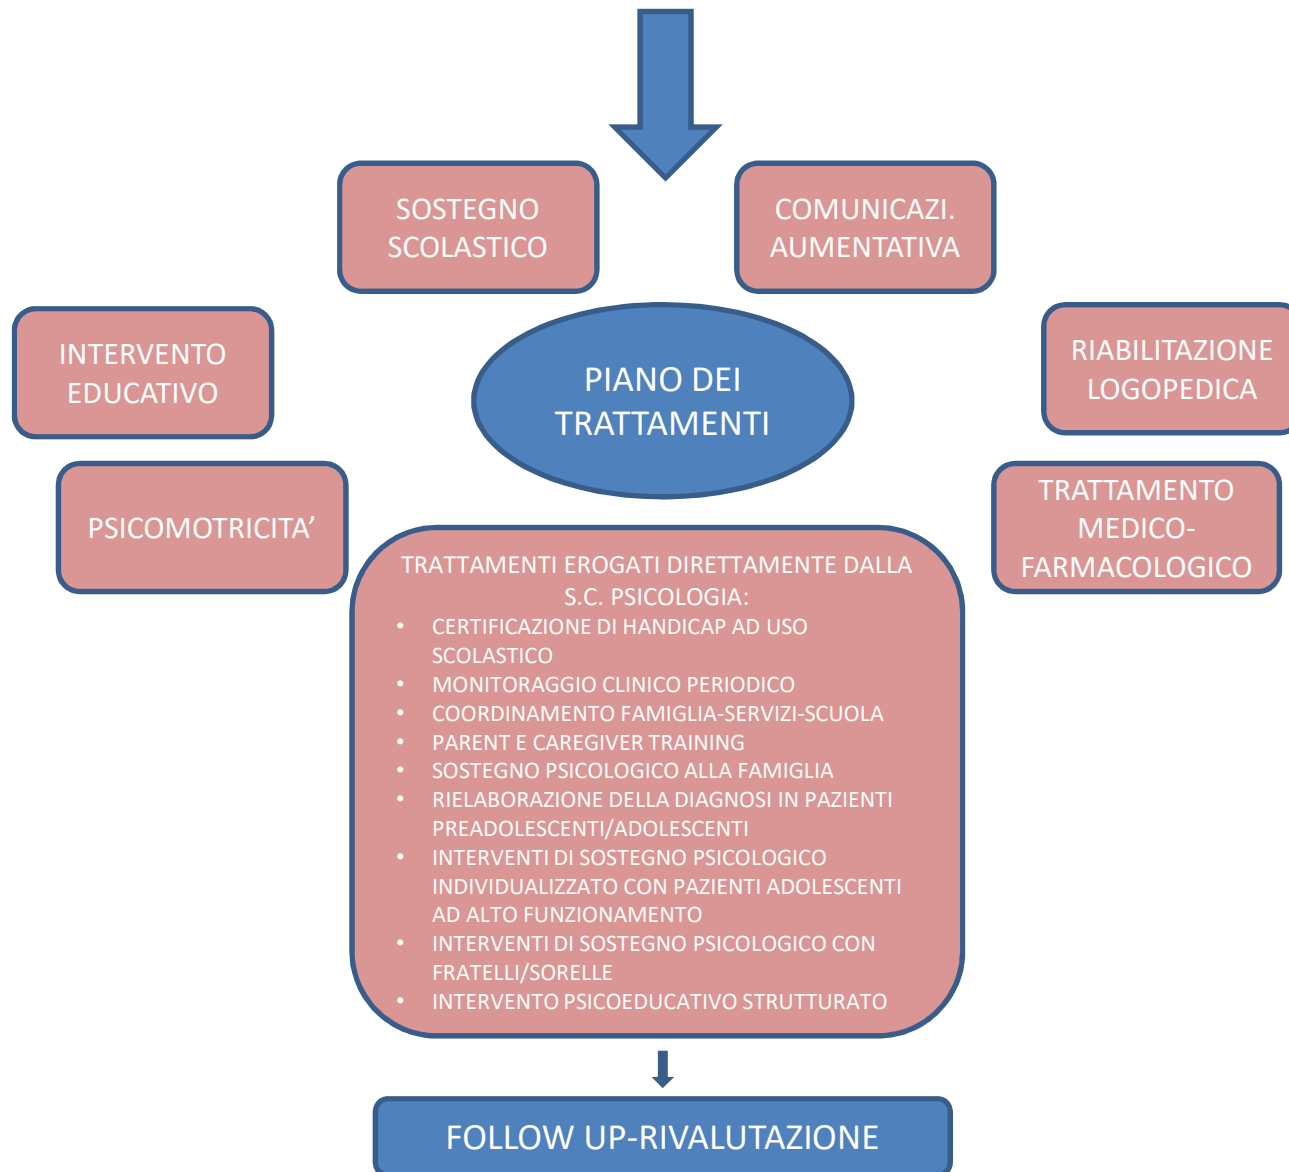 SOSTEGNO
SCOLASTICO
COMUNICAZI.
AUMENTATIVA
INTERVENTO
EDUCATIVO
PIANO DEI
TRATTAMENTI
RIABILITAZIONE
LOGOPEDICA
PSICOMOTRICITA’
TRATTAMENTO
MEDICO-
FARMACOLOGICO
TRATTAMENTI EROGATI DIRETTAMENTE DALLA
S.C. PSICOLOGIA:
• CERTIFICAZIONE DI HANDICAP AD USO
SCOLASTICO
• MONITORAGGIO CLINICO PERIODICO
• COORDINAMENTO FAMIGLIA-SERVIZI-SCUOLA
• PARENT E CAREGIVER TRAINING
• SOSTEGNO PSICOLOGICO ALLA FAMIGLIA
• RIELABORAZIONE DELLA DIAGNOSI IN PAZIENTI
PREADOLESCENTI/ADOLESCENTI
• INTERVENTI DI SOSTEGNO PSICOLOGICO
INDIVIDUALIZZATO CON PAZIENTI ADOLESCENTI
AD ALTO FUNZIONAMENTO
• INTERVENTI DI SOSTEGNO PSICOLOGICO CON
FRATELLI/SORELLE
• INTERVENTO PSICOEDUCATIVO STRUTTURATO
FOLLOW UP-RIVALUTAZIONE